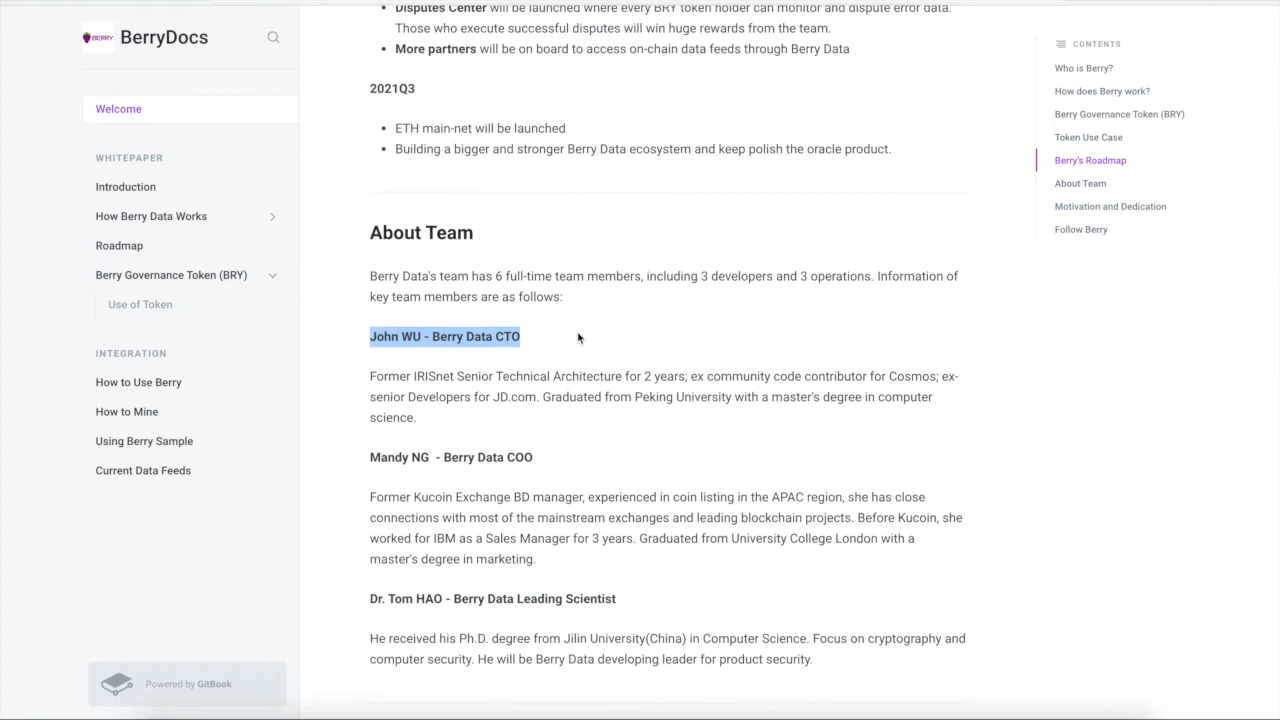 BERRY BerryDocs
Welcome
WHITEPAPER
Introduction
How Berry Data Works
Roadmap
Berry Governance Token (BRY)
Use of Token
INTEGRATION
How to Use Berry
How to Mine
Using Berry Sample
Current Data Feeds
Powered by GitBook
• Disputes Center will be launched where every BRY token holder can monitor and dispute error data.
Those who execute successful disputes will win huge rewards from the team.
• More partners will be on board to access on-chain data feeds through Berry Data
2021Q3
• ETH main-net will be launched
• Building a bigger and stronger Berry Data ecosystem and keep polish the oracle product.
About Team
Berry Data's team has 6 full-time team members, including 3 developers and 3 operations. Information of
key team members are as follows:
John WU - Berry Data CTO
Former IRISnet Senior Technical Architecture for 2 years; ex community code contributor for Cosmos; ex-
senior Developers for JD.com. Graduated from Peking University with a master's degree in computer
science.
Mandy NG - Berry Data COO
Former Kucoin Exchange BD manager, experienced in coin listing in the APAC region, she has close
connections with most of the mainstream exchanges and leading blockchain projects. Before Kucoin, she
worked for IBM as a Sales Manager for 3 years. Graduated from University College London with a
master's degree in marketing.
Dr. Tom HAO - Berry Data Leading Scientist
He received his Ph.D. degree from Jilin University(China) in Computer Science. Focus on cryptography and
computer security. He will be Berry Data developing leader for product security.
CONTENTS
Who is Berry?
How does Berry work?
Berry Governance Token (BRY)
Token Use Case
Berry's Roadmap
About Team
Motivation and Dedication
Follow Berry